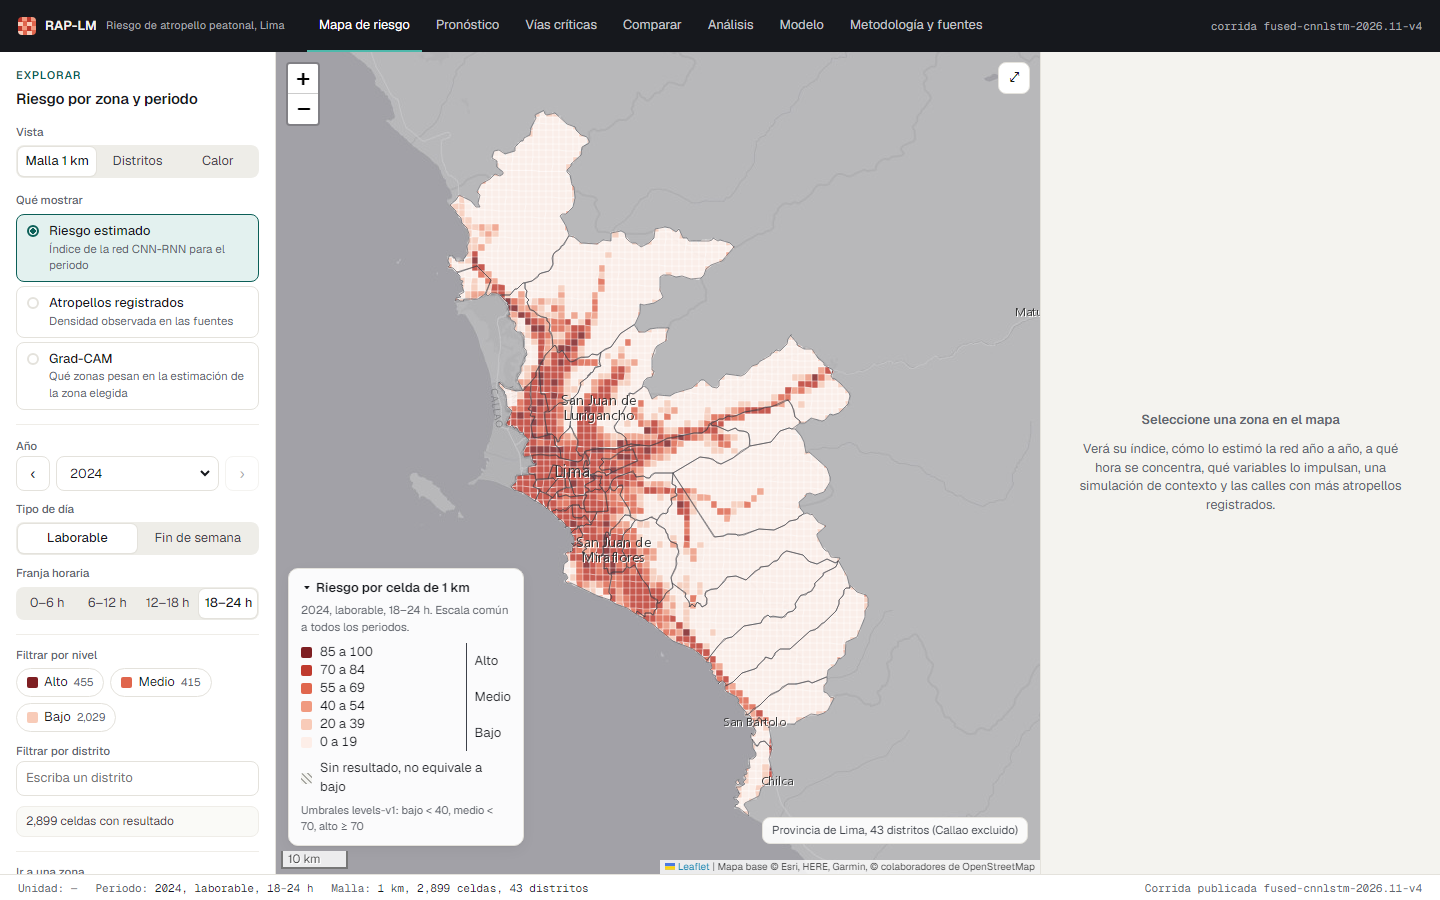 RAP-LM Riesgo de atropello peatonal, Lima
Mapa de riesgo Pronóstico Vías críticas Comparar Análisis Modelo Metodología y fuentes
corrida fused-cnnlstm-2026.11-v4
EXPLORAR
Riesgo por zona y periodo
Vista
Malla 1 km Distritos Calor
Qué mostrar
Riesgo estimado
Índice de la red CNN-RNN para el
periodo
Atropellos registrados
Densidad observada en las fuentes
Grad-CAM
Qué zonas pesan en la estimación de
la zona elegida
Año
‹ 2024 ›
Tipo de día
Laborable Fin de semana
Franja horaria
0–6 h 6–12 h 12–18 h 18–24 h
Filtrar por nivel
Alto 455 Medio 415
Bajo 2,029
Filtrar por distrito
Escriba un distrito
2,899 celdas con resultado
Ir a una zona
+
−
Matu
CALLAO
San Juan de
Lurigancho
Lima
San Juan de
Miraflores
San Bartolo
Chilca
Riesgo por celda de 1 km
2024, laborable, 18–24 h. Escala común
a todos los periodos.
85 a 100
70 a 84
Alto
55 a 69
40 a 54
Medio
20 a 39
0 a 19
Bajo
Sin resultado, no equivale a
bajo
Umbrales levels-v1: bajo < 40, medio <
70, alto ≥ 70
10 km
Provincia de Lima, 43 distritos (Callao excluido)
Leaflet | Mapa base © Esri, HERE, Garmin, © colaboradores de OpenStreetMap
Seleccione una zona en el mapa
Verá su índice, cómo lo estimó la red año a año, a qué
hora se concentra, qué variables lo impulsan, una
simulación de contexto y las calles con más atropellos
registrados.
Unidad: — Periodo: 2024, laborable, 18–24 h Malla: 1 km, 2,899 celdas, 43 distritos
Corrida publicada fused-cnnlstm-2026.11-v4